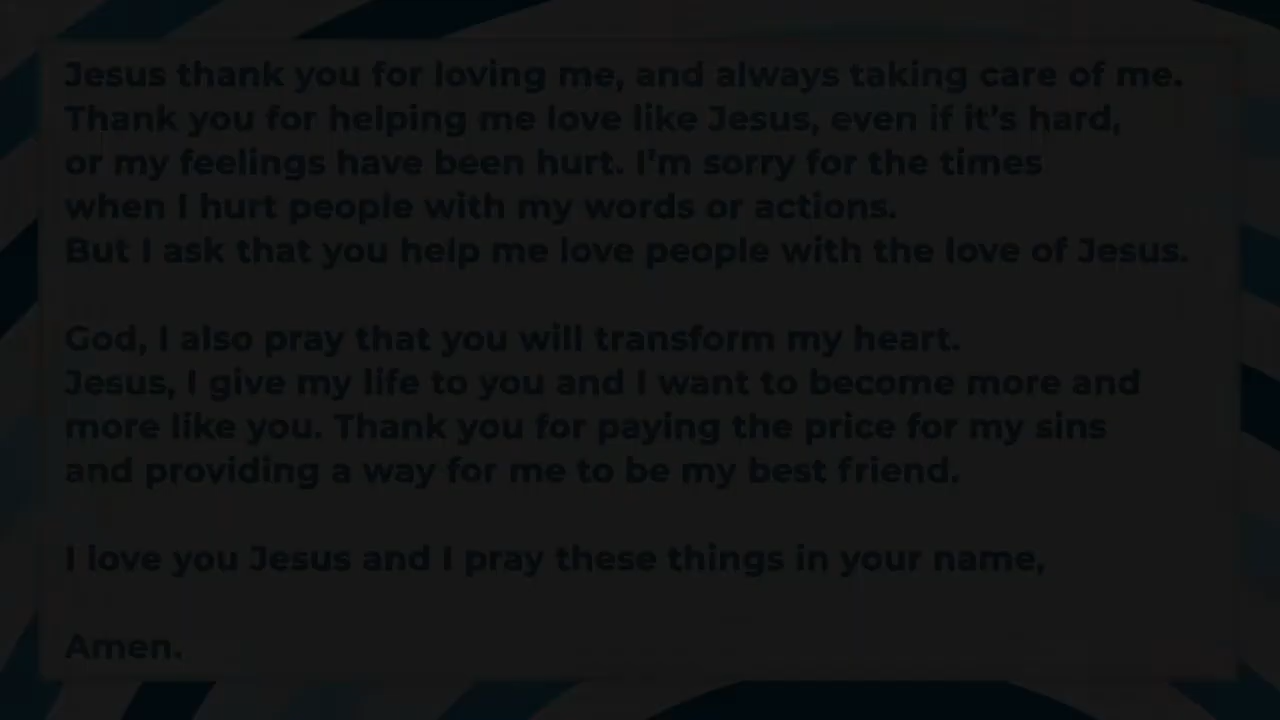 Jesus thank you for loving me, and always taking care of me.
Thank you for helping me love like Jesus, even if it's hard,
or my feelings have been hurt. I'm sorry for the times
when I hurt people with my words or actions.
But I ask that you help me love people with the love of Jesus.
God, I also pray that you will transform my heart.
Jesus, I give my life to you and I want to become more and
more like you. Thank you for paying the price for my sins
and providing a way for me to be my best friend.
I love you Jesus and I pray these things in your name,
Amen.